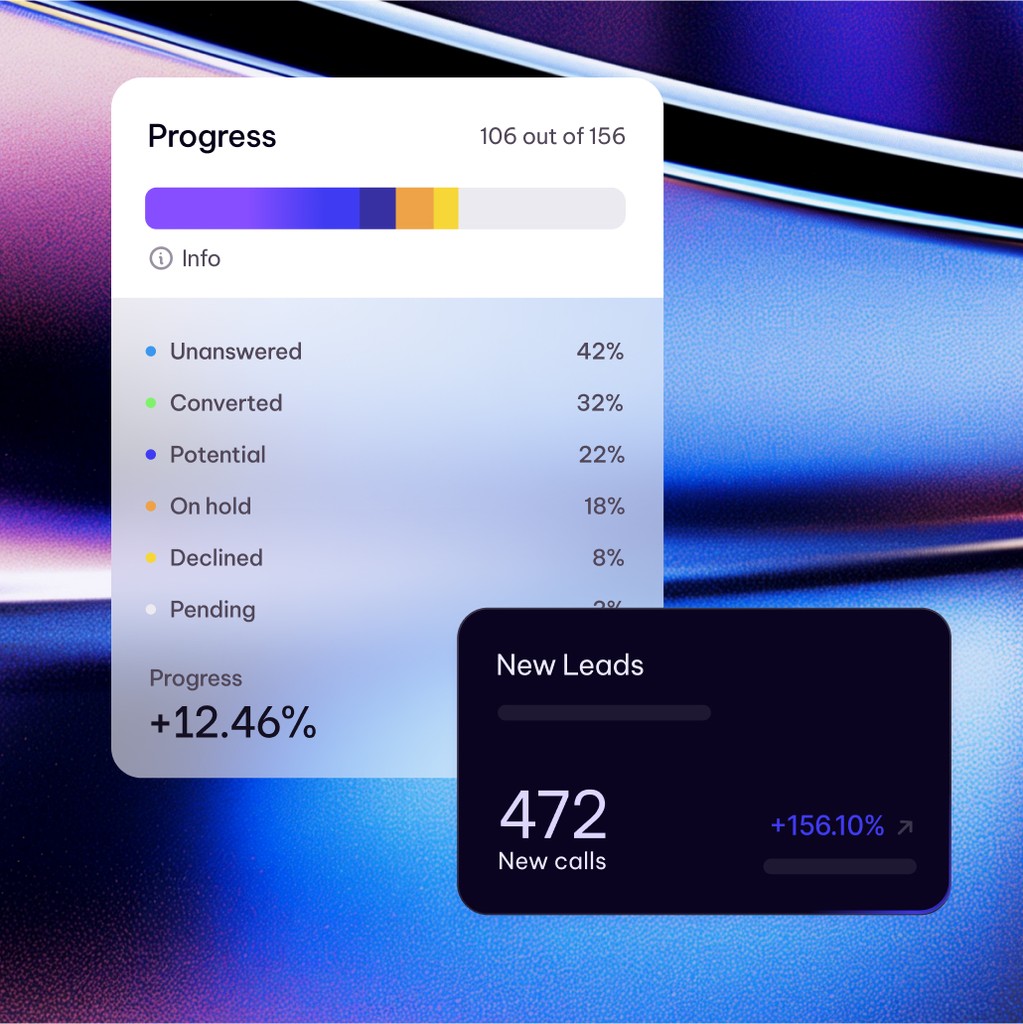 Progress
106 out of 156
Info
Unanswered 42%
Converted 32%
Potential 22%
On hold 18%
Declined 8%
Pending
Progress
+12.46%
New Leads
472
New calls
+156.10%